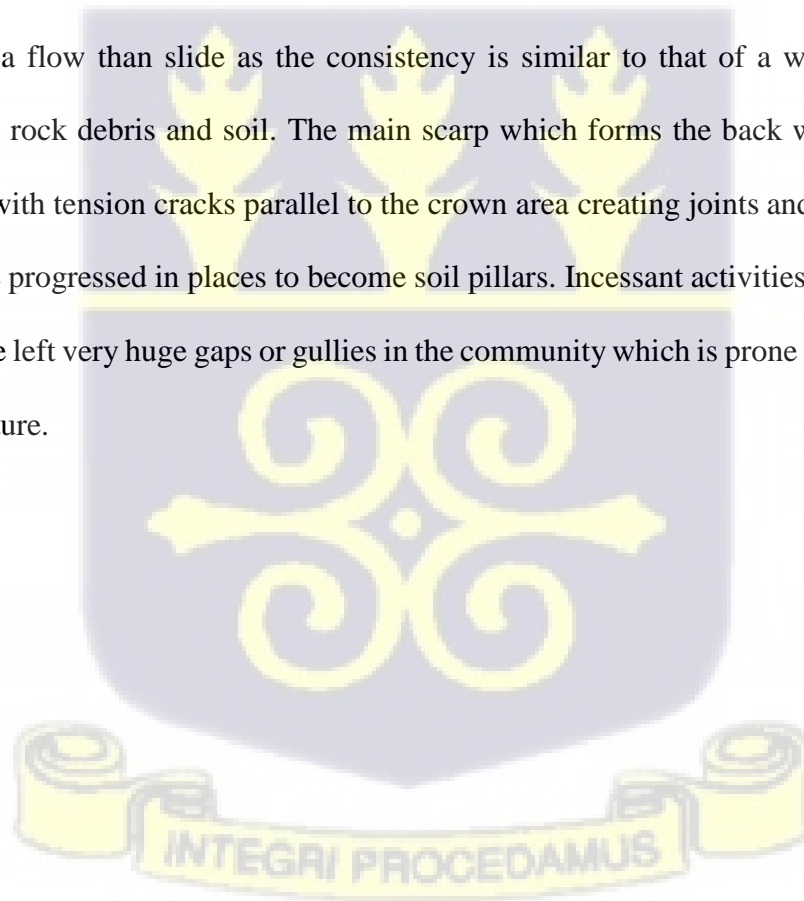 a flow than slide as the consistency is similar to that of a w
rock debris and soil. The main scarp which forms the back w
with tension cracks parallel to the crown area creating joints and
progressed in places to become soil pillars. Incessant activities
e left very huge gaps or gullies in the community which is prone
ture.
INTEGRI PROCEDAMUS